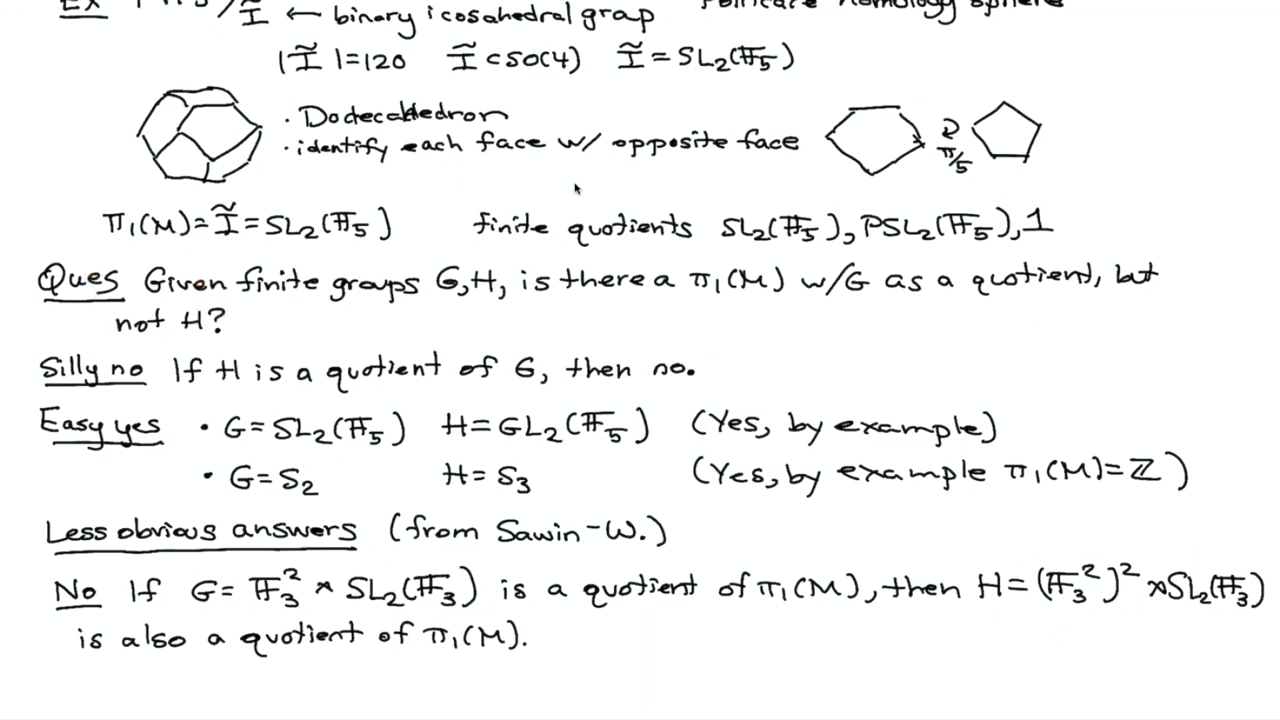 Ex
Ĩ ← binary icosahedral grap Poincaré homology sphere
|Ĩ|=120 Ĩ⊂SO(4) Ĩ=SL₂(𝔽₅)
· Dodecahedron
· identify each face w/ opposite face π/5
π₁(M)=Ĩ=SL₂(𝔽₅) finite quotients SL₂(𝔽₅), PSL₂(𝔽₅), 1
Ques Given finite groups G,H, is there a π₁(M) w/G as a quotient, but
not H?
Silly no If H is a quotient of G, then no.
Easy yes • G=SL₂(𝔽₅) H=GL₂(𝔽₅) (Yes, by example)
• G=S₂ H=S₃ (Yes, by example π₁(M)=ℤ)
Less obvious answers (from Sawin-W.)
No If G= 𝔽₃² ⋊ SL₂(𝔽₃) is a quotient of π₁(M), then H=(𝔽₃²)² ⋊SL₂(𝔽₃)
is also a quotient of π₁(M).